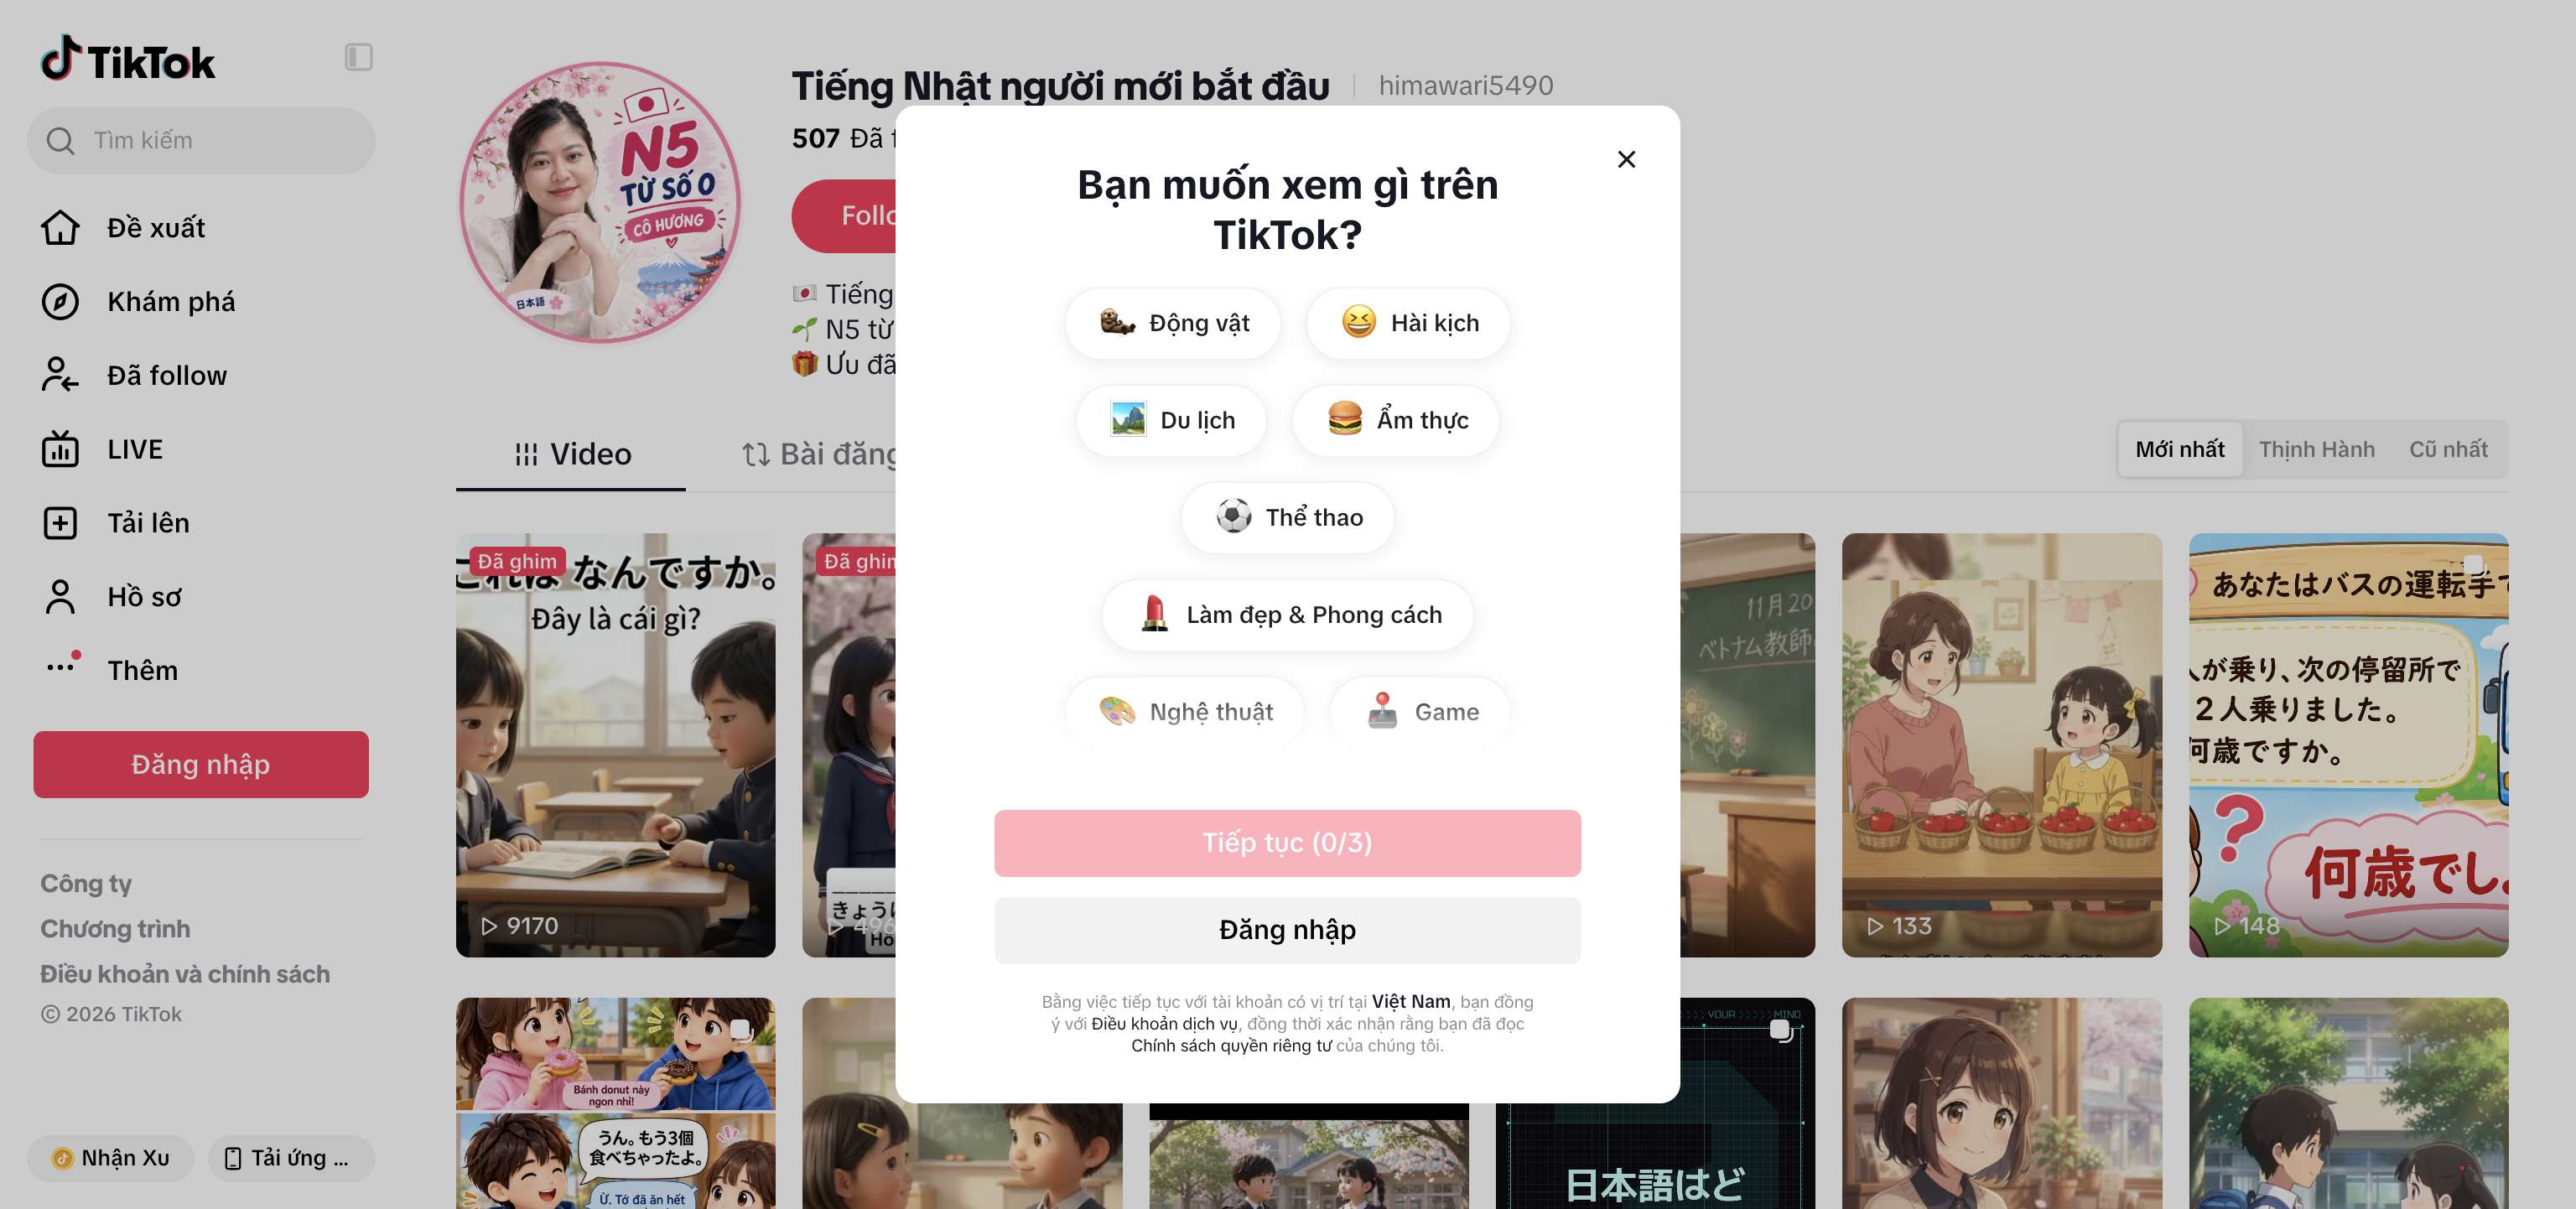 TikTok
Tìm kiếm
Đề xuất
Khám phá
Đã follow
LIVE
Tải lên
Hồ sơ
Thêm
Đăng nhập
Công ty
Chương trình
Điều khoản và chính sách
© 2026 TikTok
Nhận Xu
Tải ứng ...
N5
TỪ SỐ 0
CÔ HƯƠNG
日本語
Tiếng Nhật người mới bắt đầu
himawari5490
507 Đã
Follo
Tiếng
N5 từ
Ưu đã
Video
Bài đăng
Mới nhất
Thịnh Hành
Cũ nhất
Bạn muốn xem gì trên
TikTok?
Động vật
Hài kịch
Du lịch
Ẩm thực
Thể thao
Làm đẹp & Phong cách
Nghệ thuật
Game
Tiếp tục (0/3)
Đăng nhập
Bằng việc tiếp tục với tài khoản có vị trí tại Việt Nam, bạn đồng
ý với Điều khoản dịch vụ, đồng thời xác nhận rằng bạn đã đọc
Chính sách quyền riêng tư của chúng tôi.
Đã ghim
これは なんですか。
Đây là cái gì?
9170
Đã ghim
きょう
496
11月20
ベトナム教師
133
あなたはバスの運転手
人が乗り、次の停留所で
2人乗りました。
何歳ですか。
何歳でし
148
Bánh donut này
ngon nhỉ!
うん。もう3個
食べちゃったよ。
Ừ. Tớ đã ăn hết
YOUR
MIND
日本語はど